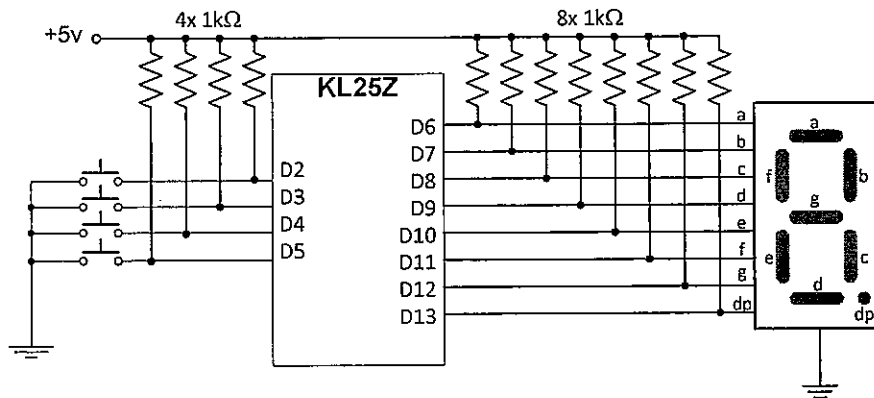 4x 1kΩ
8x 1kΩ
+5v
KL25Z
D2
D3
D4
D5
D6
D7
D8
D9
D10
D11
D12
D13
a
b
c
d
e
f
g
dp
a
f
b
g
e
c
d
dp